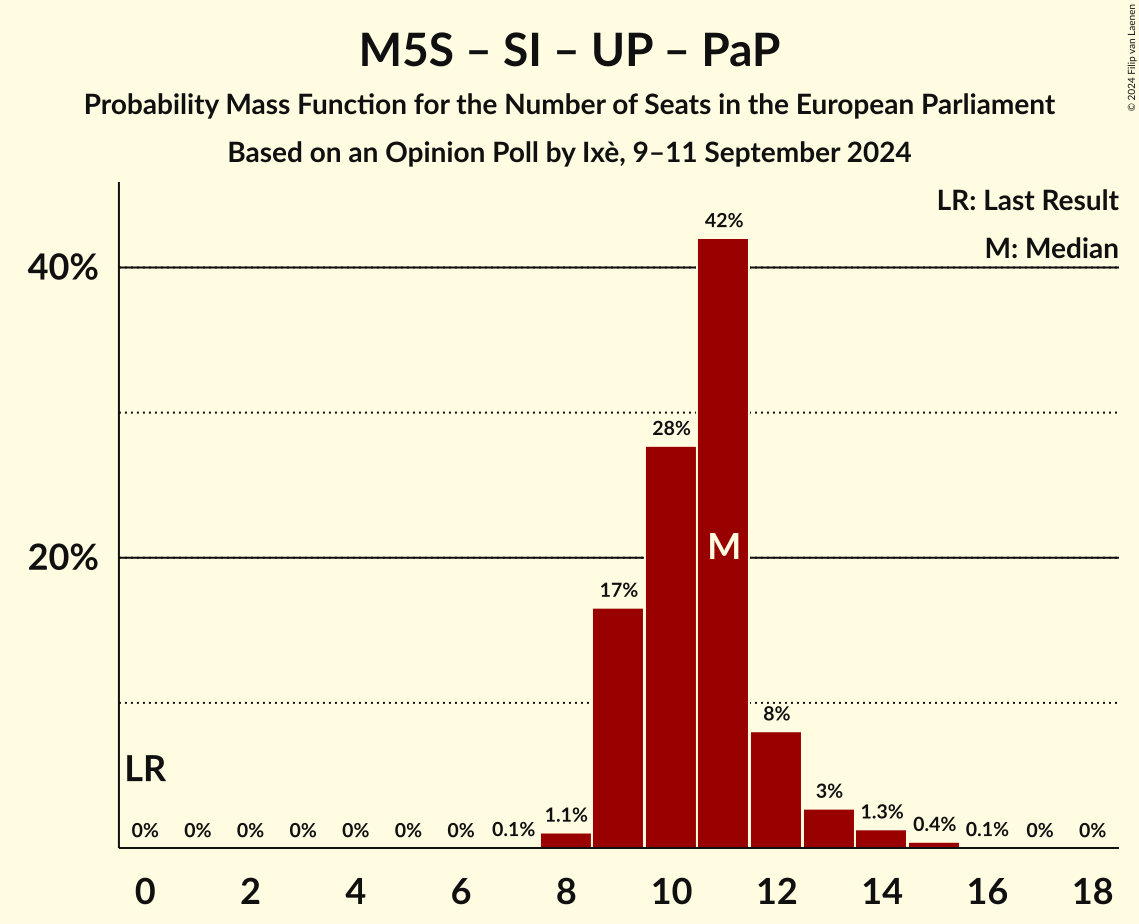 M5S – SI – UP – PaP
Probability Mass Function for the Number of Seats in the European Parliament
Based on an Opinion Poll by Ixè, 9–11 September 2024
© 2024 Filip van Laenen
LR: Last Result
M: Median
40%
20%
42%
28%
M
17%
8%
LR
3%
1.1%
1.3%
0% 0% 0% 0% 0% 0% 0% 0.1% 0.4% 0.1% 0% 0%
0 2 4 6 8 10 12 14 16 18